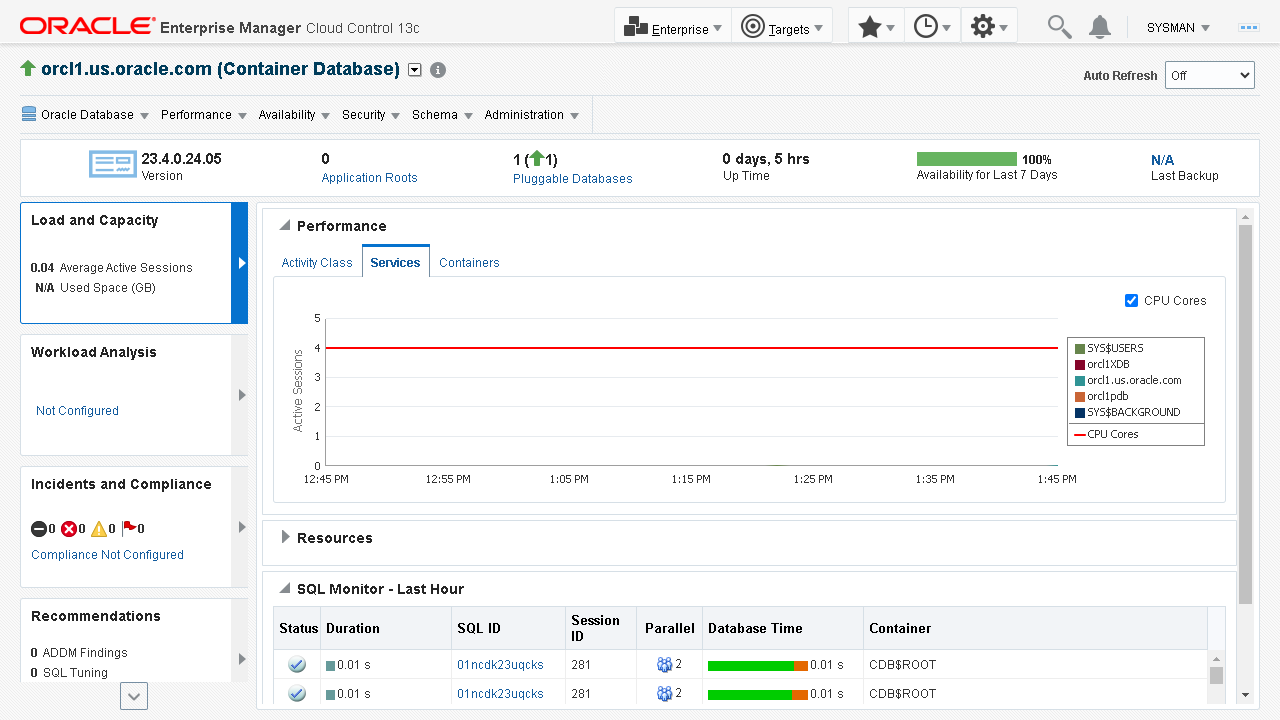 ORACLE Enterprise Manager Cloud Control 13c
Enterprise
Targets
SYSMAN
orcl1.us.oracle.com (Container Database)
Auto Refresh
Off
Oracle Database
Performance
Availability
Security
Schema
Administration
23.4.0.24.05
Version
0
Application Roots
1 (1)
Pluggable Databases
0 days, 5 hrs
Up Time
100%
Availability for Last 7 Days
N/A
Last Backup
Load and Capacity
0.04 Average Active Sessions
N/A Used Space (GB)
Workload Analysis
Not Configured
Incidents and Compliance
0 0 0 0
Compliance Not Configured
Recommendations
0 ADDM Findings
0 SQL Tuning
Performance
Activity Class
Services
Containers
CPU Cores
Active Sessions
5
4
3
2
1
0
12:45 PM 12:55 PM 1:05 PM 1:15 PM 1:25 PM 1:35 PM 1:45 PM
SYS$USERS
orcl1XDB
orcl1.us.oracle.com
orcl1pdb
SYS$BACKGROUND
CPU Cores
Resources
SQL Monitor - Last Hour
Status Duration SQL ID Session ID Parallel Database Time Container
0.01 s 01ncdk23uqcks 281 2 0.01 s CDB$ROOT
0.01 s 01ncdk23uqcks 281 2 0.01 s CDB$ROOT